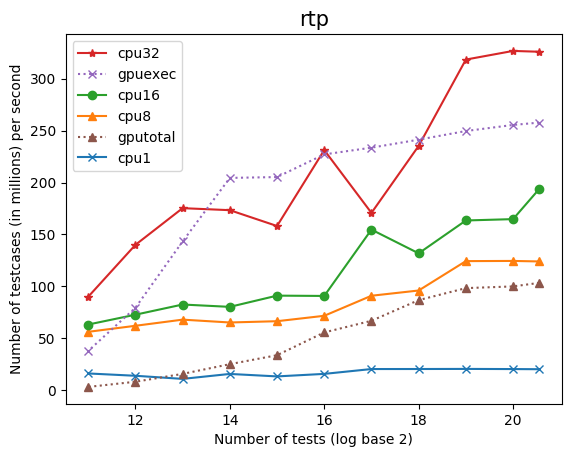 rtp
cpu32
gpuexec
cpu16
cpu8
gputotal
cpu1
Number of testcases (in millions) per second
300
250
200
150
100
50
0
12 14 16 18 20
Number of tests (log base 2)